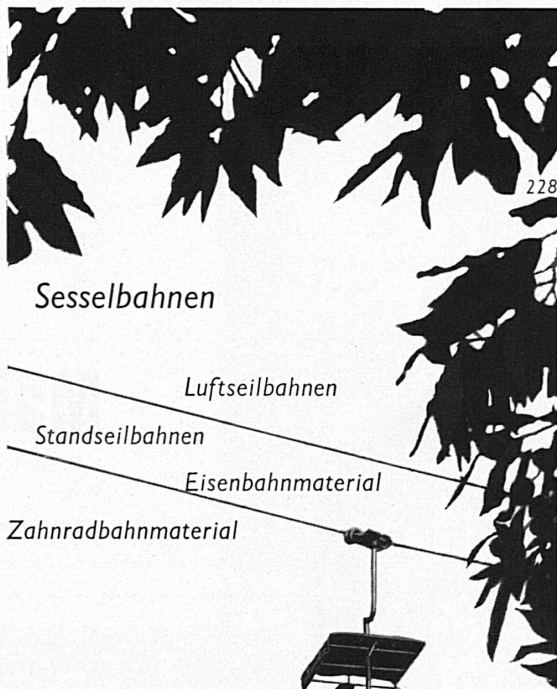 228
Sesselbahnen
Luftseilbahnen
Standseilbahnen
Eisenbahnmaterial
Zahnradbahnmaterial